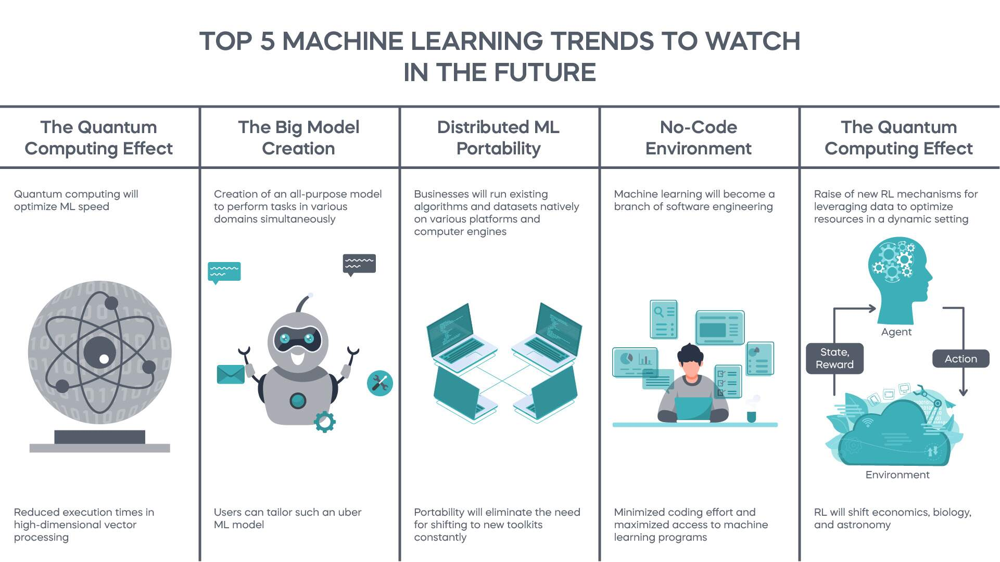 TOP 5 MACHINE LEARNING TRENDS TO WATCH
IN THE FUTURE
The Quantum
Computing Effect
Quantum computing will
optimize ML speed
Reduced execution times in
high-dimensional vector
processing
The Big Model
Creation
Creation of an all-purpose model
to perform tasks in various
domains simultaneously
Users can tailor such an uber
ML model
Distributed ML
Portability
Businesses will run existing
algorithms and datasets natively
on various platforms and
computer engines
Portability will eliminate the need
for shifting to new toolkits
constantly
No-Code
Environment
Machine learning will become a
branch of software engineering
Minimized coding effort and
maximized access to machine
learning programs
The Quantum
Computing Effect
Raise of new RL mechanisms for
leveraging data to optimize
resources in a dynamic setting
Agent
State,
Reward
Action
Environment
RL will shift economics, biology,
and astronomy